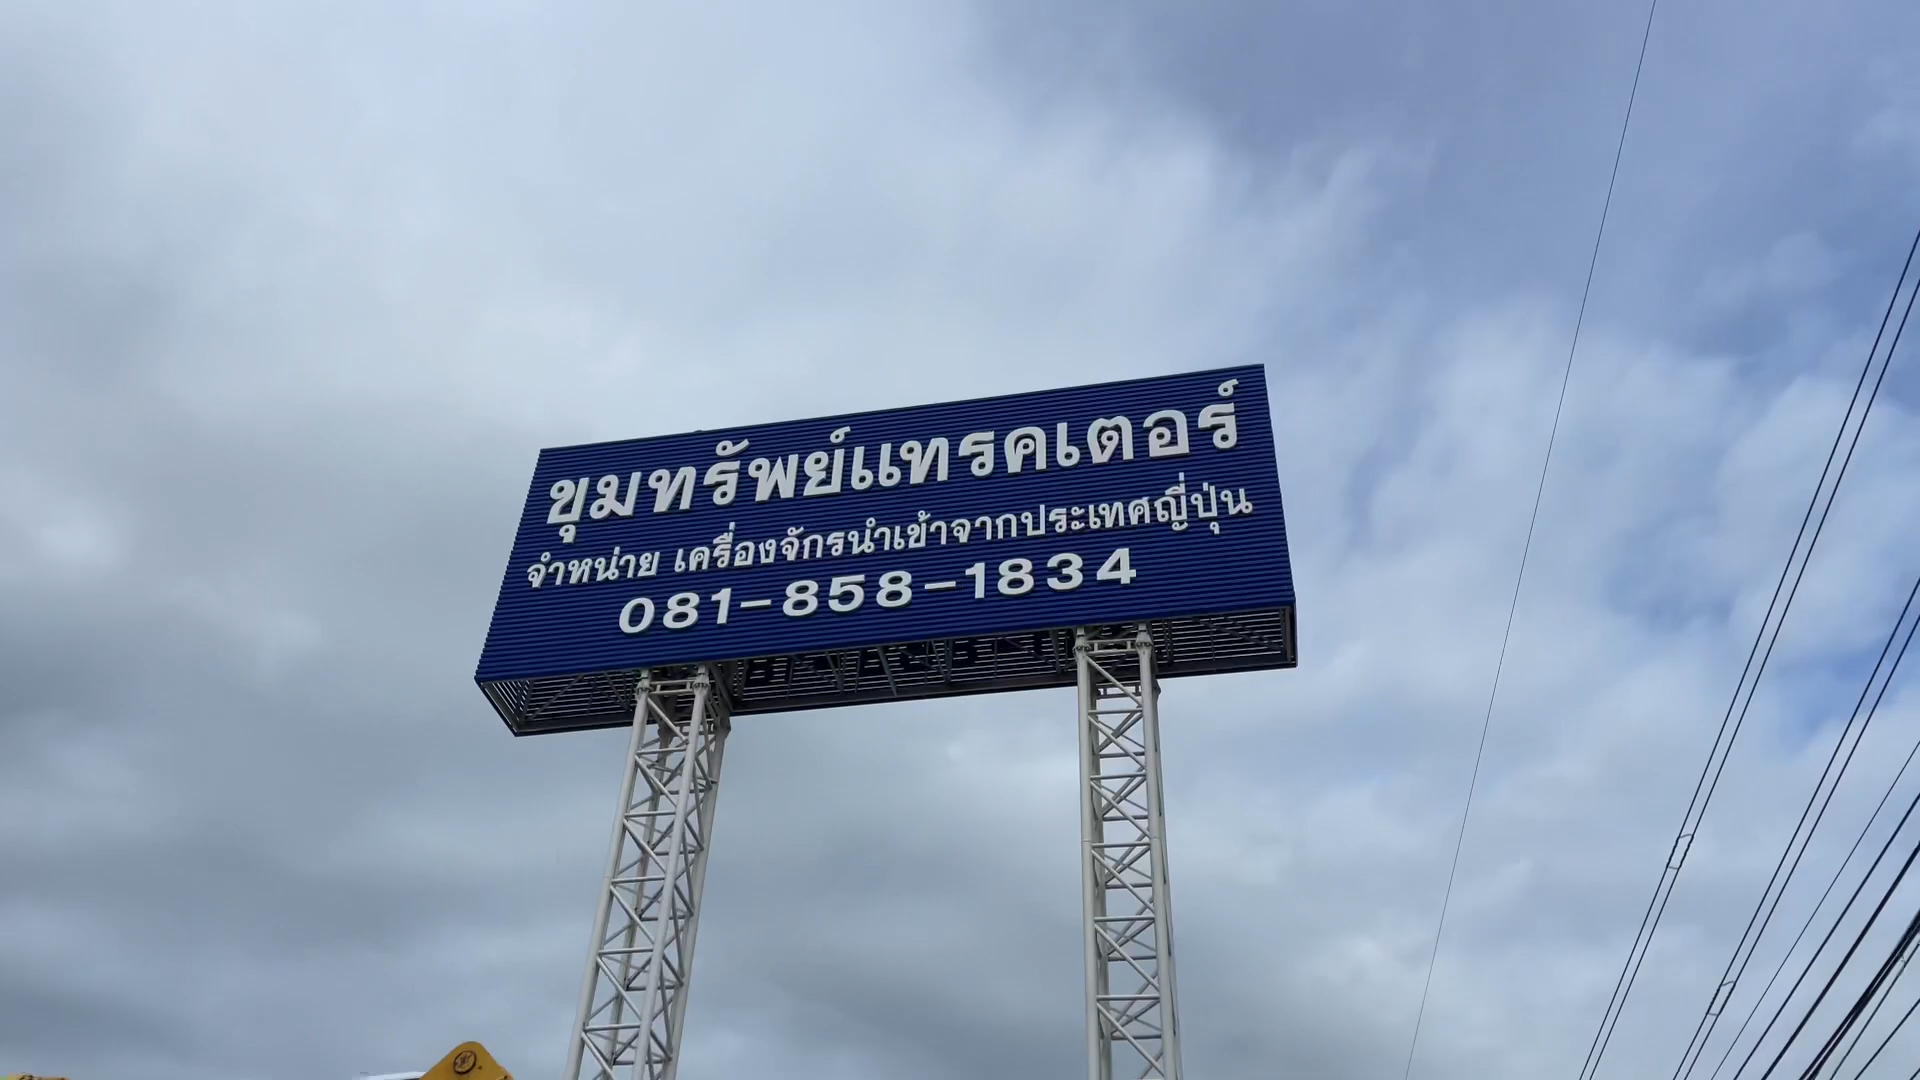 ขุมทรัพย์แทรคเตอร์
จำหน่าย เครื่องจักรนำเข้าจากประเทศญี่ปุ่น
081-858-1834